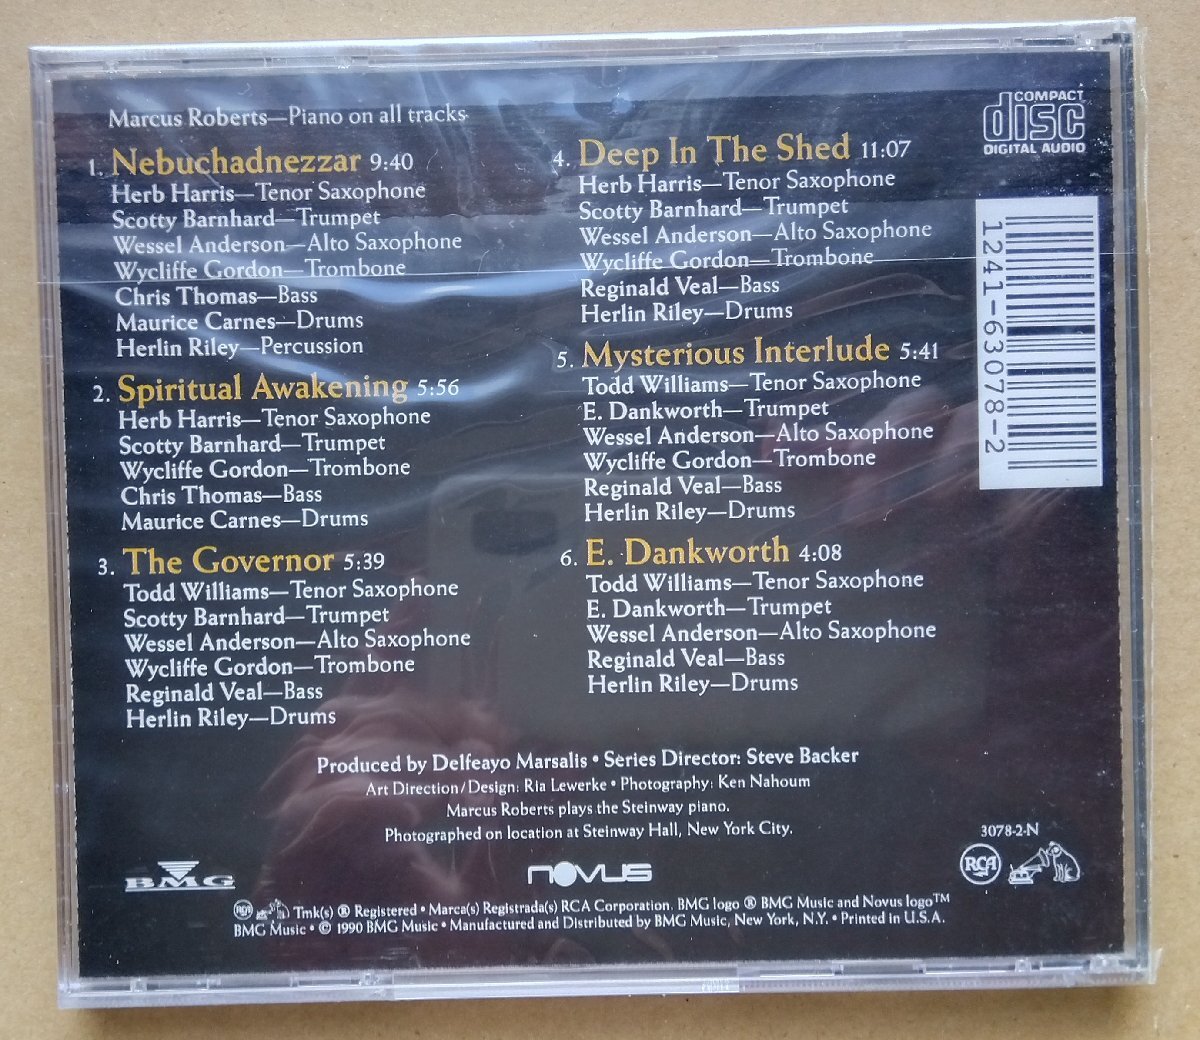 Marcus Roberts—Piano on all tracks
1. Nebuchadnezzar 9:40
Herb Harris—Tenor Saxophone
Scotty Barnhard—Trumpet
Wessel Anderson—Alto Saxophone
Wycliffe Gordon—Trombone
Chris Thomas—Bass
Maurice Carnes—Drums
Herlin Riley—Percussion
2. Spiritual Awakening 5:56
Herb Harris—Tenor Saxophone
Scotty Barnhard—Trumpet
Wycliffe Gordon—Trombone
Chris Thomas—Bass
Maurice Carnes—Drums
3. The Governor 5:39
Todd Williams—Tenor Saxophone
Scotty Barnhard—Trumpet
Wessel Anderson—Alto Saxophone
Wycliffe Gordon—Trombone
Reginald Veal—Bass
Herlin Riley—Drums
4. Deep In The Shed 11:07
Herb Harris—Tenor Saxophone
Scotty Barnhard—Trumpet
Wessel Anderson—Alto Saxophone
Wycliffe Gordon—Trombone
Reginald Veal—Bass
Herlin Riley—Drums
5. Mysterious Interlude 5:41
Todd Williams—Tenor Saxophone
E. Dankworth—Trumpet
Wessel Anderson—Alto Saxophone
Wycliffe Gordon—Trombone
Reginald Veal—Bass
Herlin Riley—Drums
6. E. Dankworth 4:08
Todd Williams—Tenor Saxophone
E. Dankworth—Trumpet
Wessel Anderson—Alto Saxophone
Reginald Veal—Bass
Herlin Riley—Drums
COMPACT
disc
DIGITAL AUDIO
1241-63078-2
Produced by Delfeayo Marsalis • Series Director: Steve Backer
Art Direction/Design: Ria Lewerke • Photography: Ken Nahoum
Marcus Roberts plays the Steinway piano.
Photographed on location at Steinway Hall, New York City.
3078-2-N
BMG
novus
RCA
RCA Tmk(s) ® Registered • Marca(s) Registrada(s) RCA Corporation. BMG logo ® BMG Music and Novus logo™
BMG Music • © 1990 BMG Music • Manufactured and Distributed by BMG Music, New York, N.Y. • Printed in U.S.A.